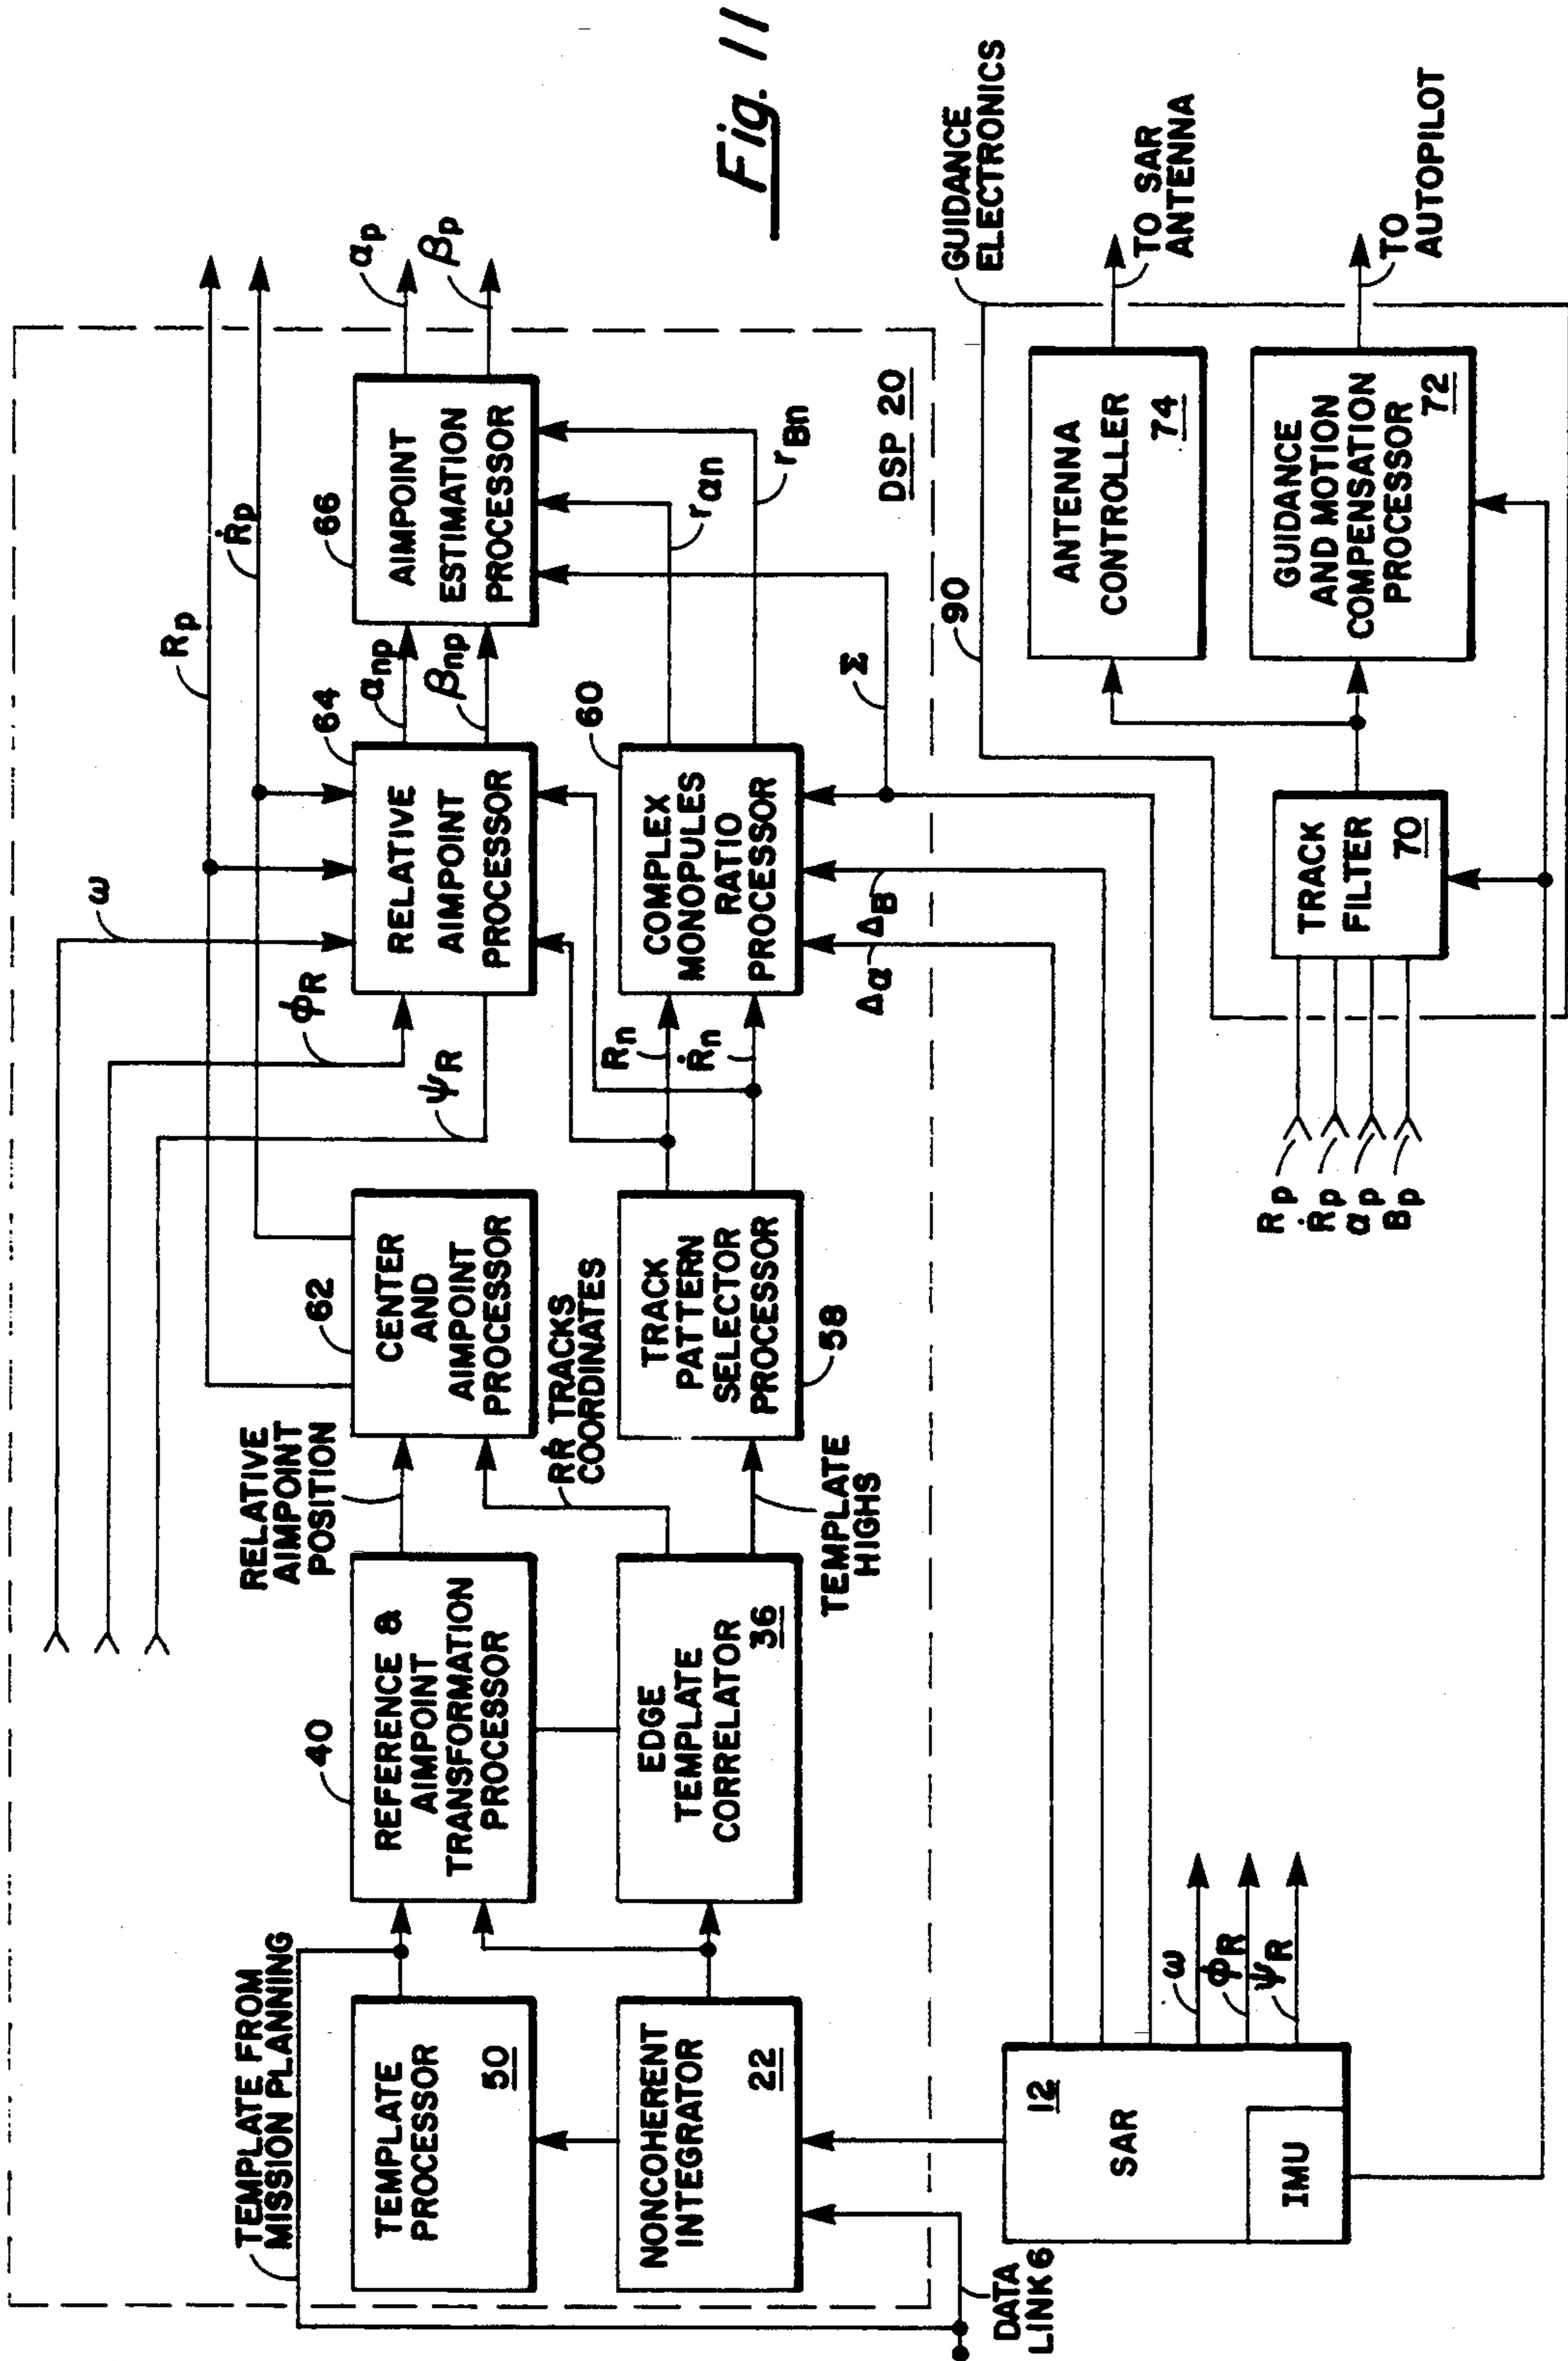 TEMPLATE FROM
MISSION PLANNING
TEMPLATE
PROCESSOR
50
NONCOHERENT
INTEGRATOR
22
DATA
LINK 6
SAR
12
IMU
ω
ϕR
ψR
40
REFERENCE &
AIMPOINT
TRANSFORMATION
PROCESSOR
EDGE
TEMPLATE
CORRELATOR
36
RELATIVE
AIMPOINT
POSITION
RṘ TRACKS
COORDINATES
TEMPLATE
HIGHS
62
CENTER
AND
AIMPOINT
PROCESSOR
TRACK
PATTERN
SELECTOR
PROCESSOR
58
ω
ϕR
ψR
Rp
Ṙp
Rn
Ṙn
64
RELATIVE
AIMPOINT
PROCESSOR
60
COMPLEX
MONOPULES
RATIO
PROCESSOR
Δα
ΔB
Σ
αnp
βnp
66
AIMPOINT
ESTIMATION
PROCESSOR
rαn
rBn
αp
βp
DSP 20
90
GUIDANCE
ELECTRONICS
Rp
Ṙp
αp
Bp
TRACK
FILTER
70
ANTENNA
CONTROLLER
74
GUIDANCE
AND MOTION
COMPENSATION
PROCESSOR
72
TO SAR
ANTENNA
TO
AUTOPILOT
Fig. 11